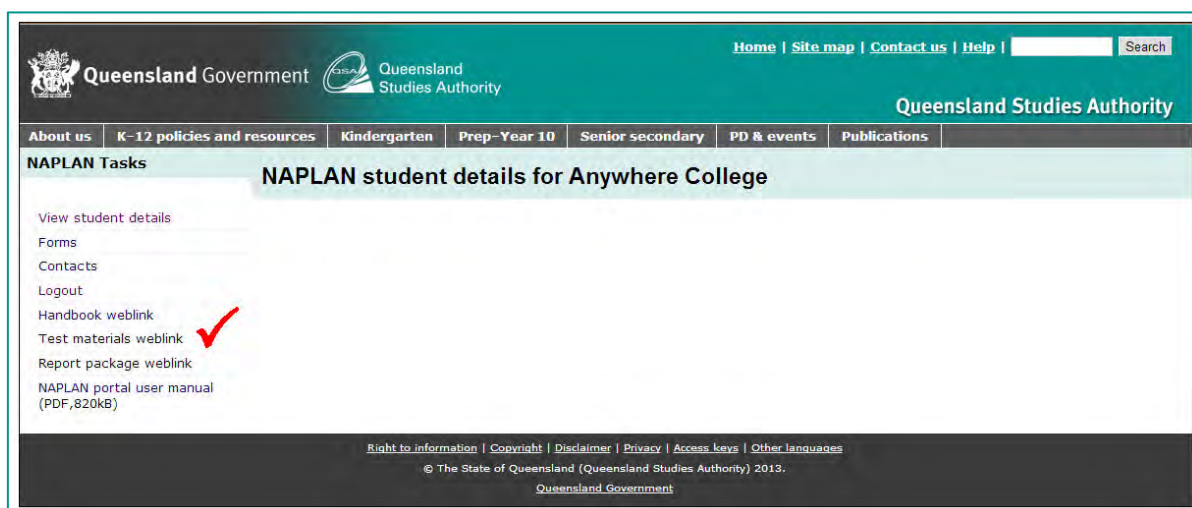 Home | Site map | Contact us | Help | Search
Queensland Government
QSA
Queensland
Studies Authority
Queensland Studies Authority
About us K-12 policies and resources Kindergarten Prep-Year 10 Senior secondary PD & events Publications
NAPLAN Tasks
NAPLAN student details for Anywhere College
View student details
Forms
Contacts
Logout
Handbook weblink
Test materials weblink
Report package weblink
NAPLAN portal user manual
(PDF,820kB)
Right to information | Copyright | Disclaimer | Privacy | Access keys | Other languages
© The State of Queensland (Queensland Studies Authority) 2013.
Queensland Government